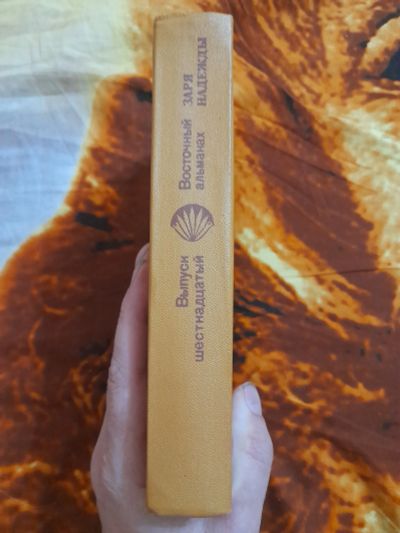 Выпуск
шестнадцатый
Восточный
альманах
ЗАРЯ
НАДЕЖДЫ